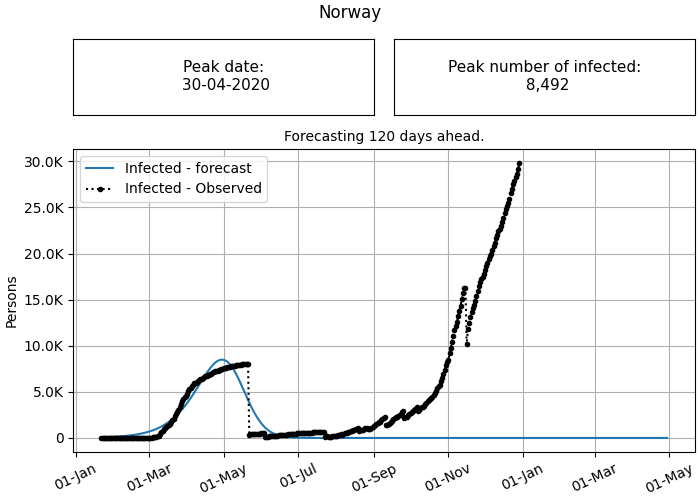 Norway
Peak date:
30-04-2020
Peak number of infected:
8,492
Forecasting 120 days ahead.
Infected - forecast
Infected - Observed
Persons
30.0K
25.0K
20.0K
15.0K
10.0K
5.0K
0
01-Jan
01-Mar
01-May
01-Jul
01-Sep
01-Nov
01-Jan
01-Mar
01-May